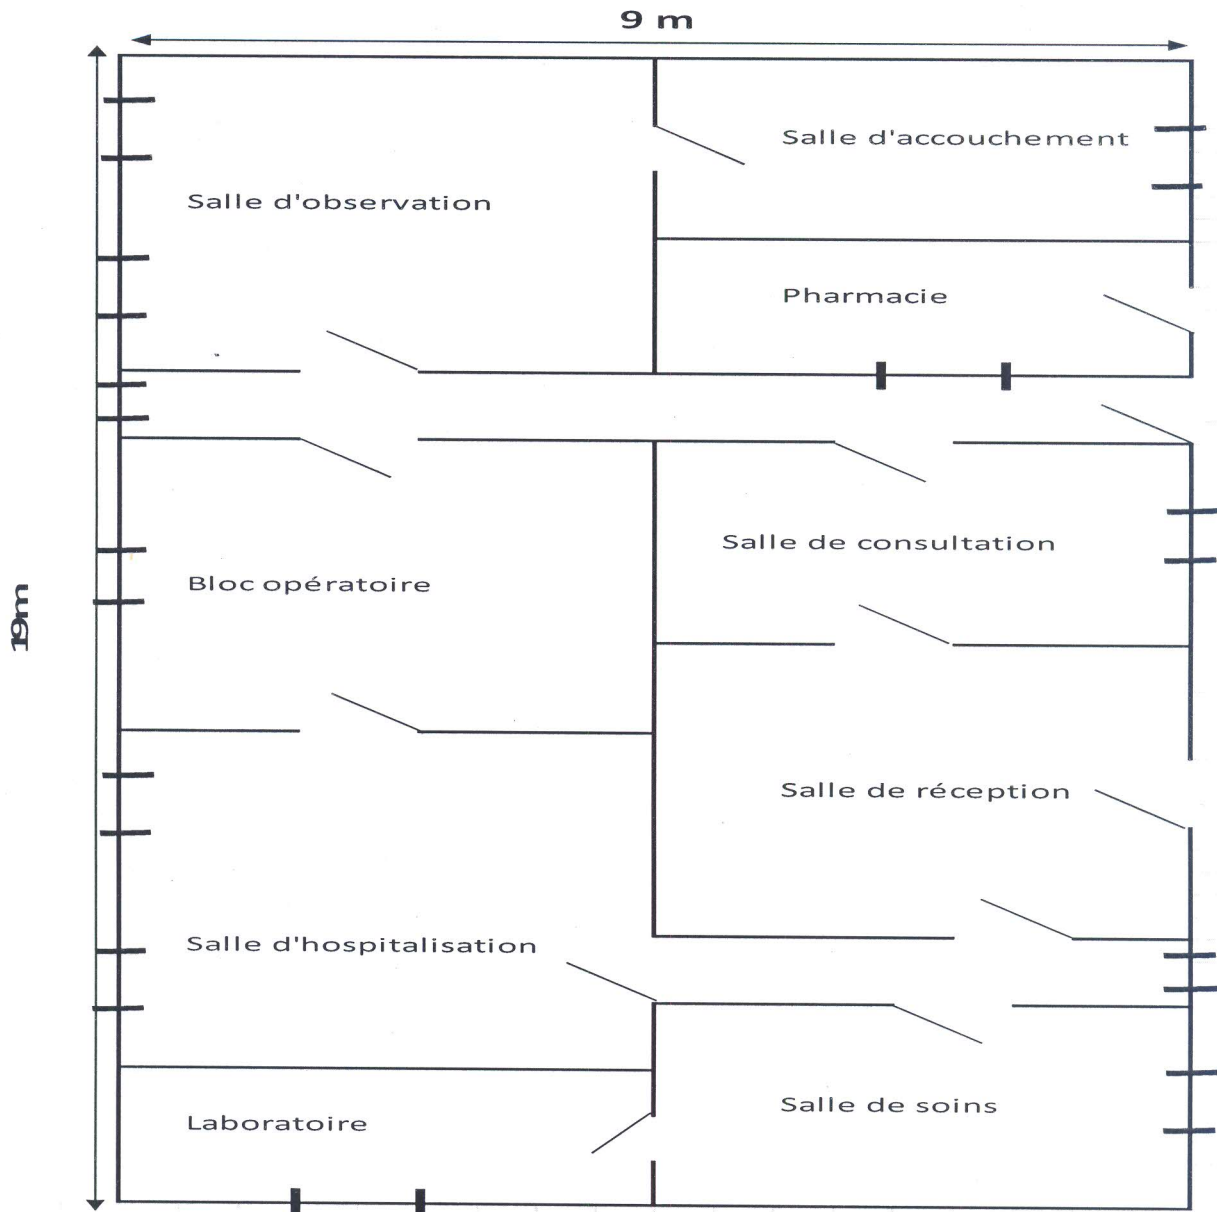 9 m
Salle d'accouchement
Salle d'observation
Pharmacie
Salle de consultation
Bloc opératoire
19m
Salle de réception
Salle d'hospitalisation
Salle de soins
Laboratoire